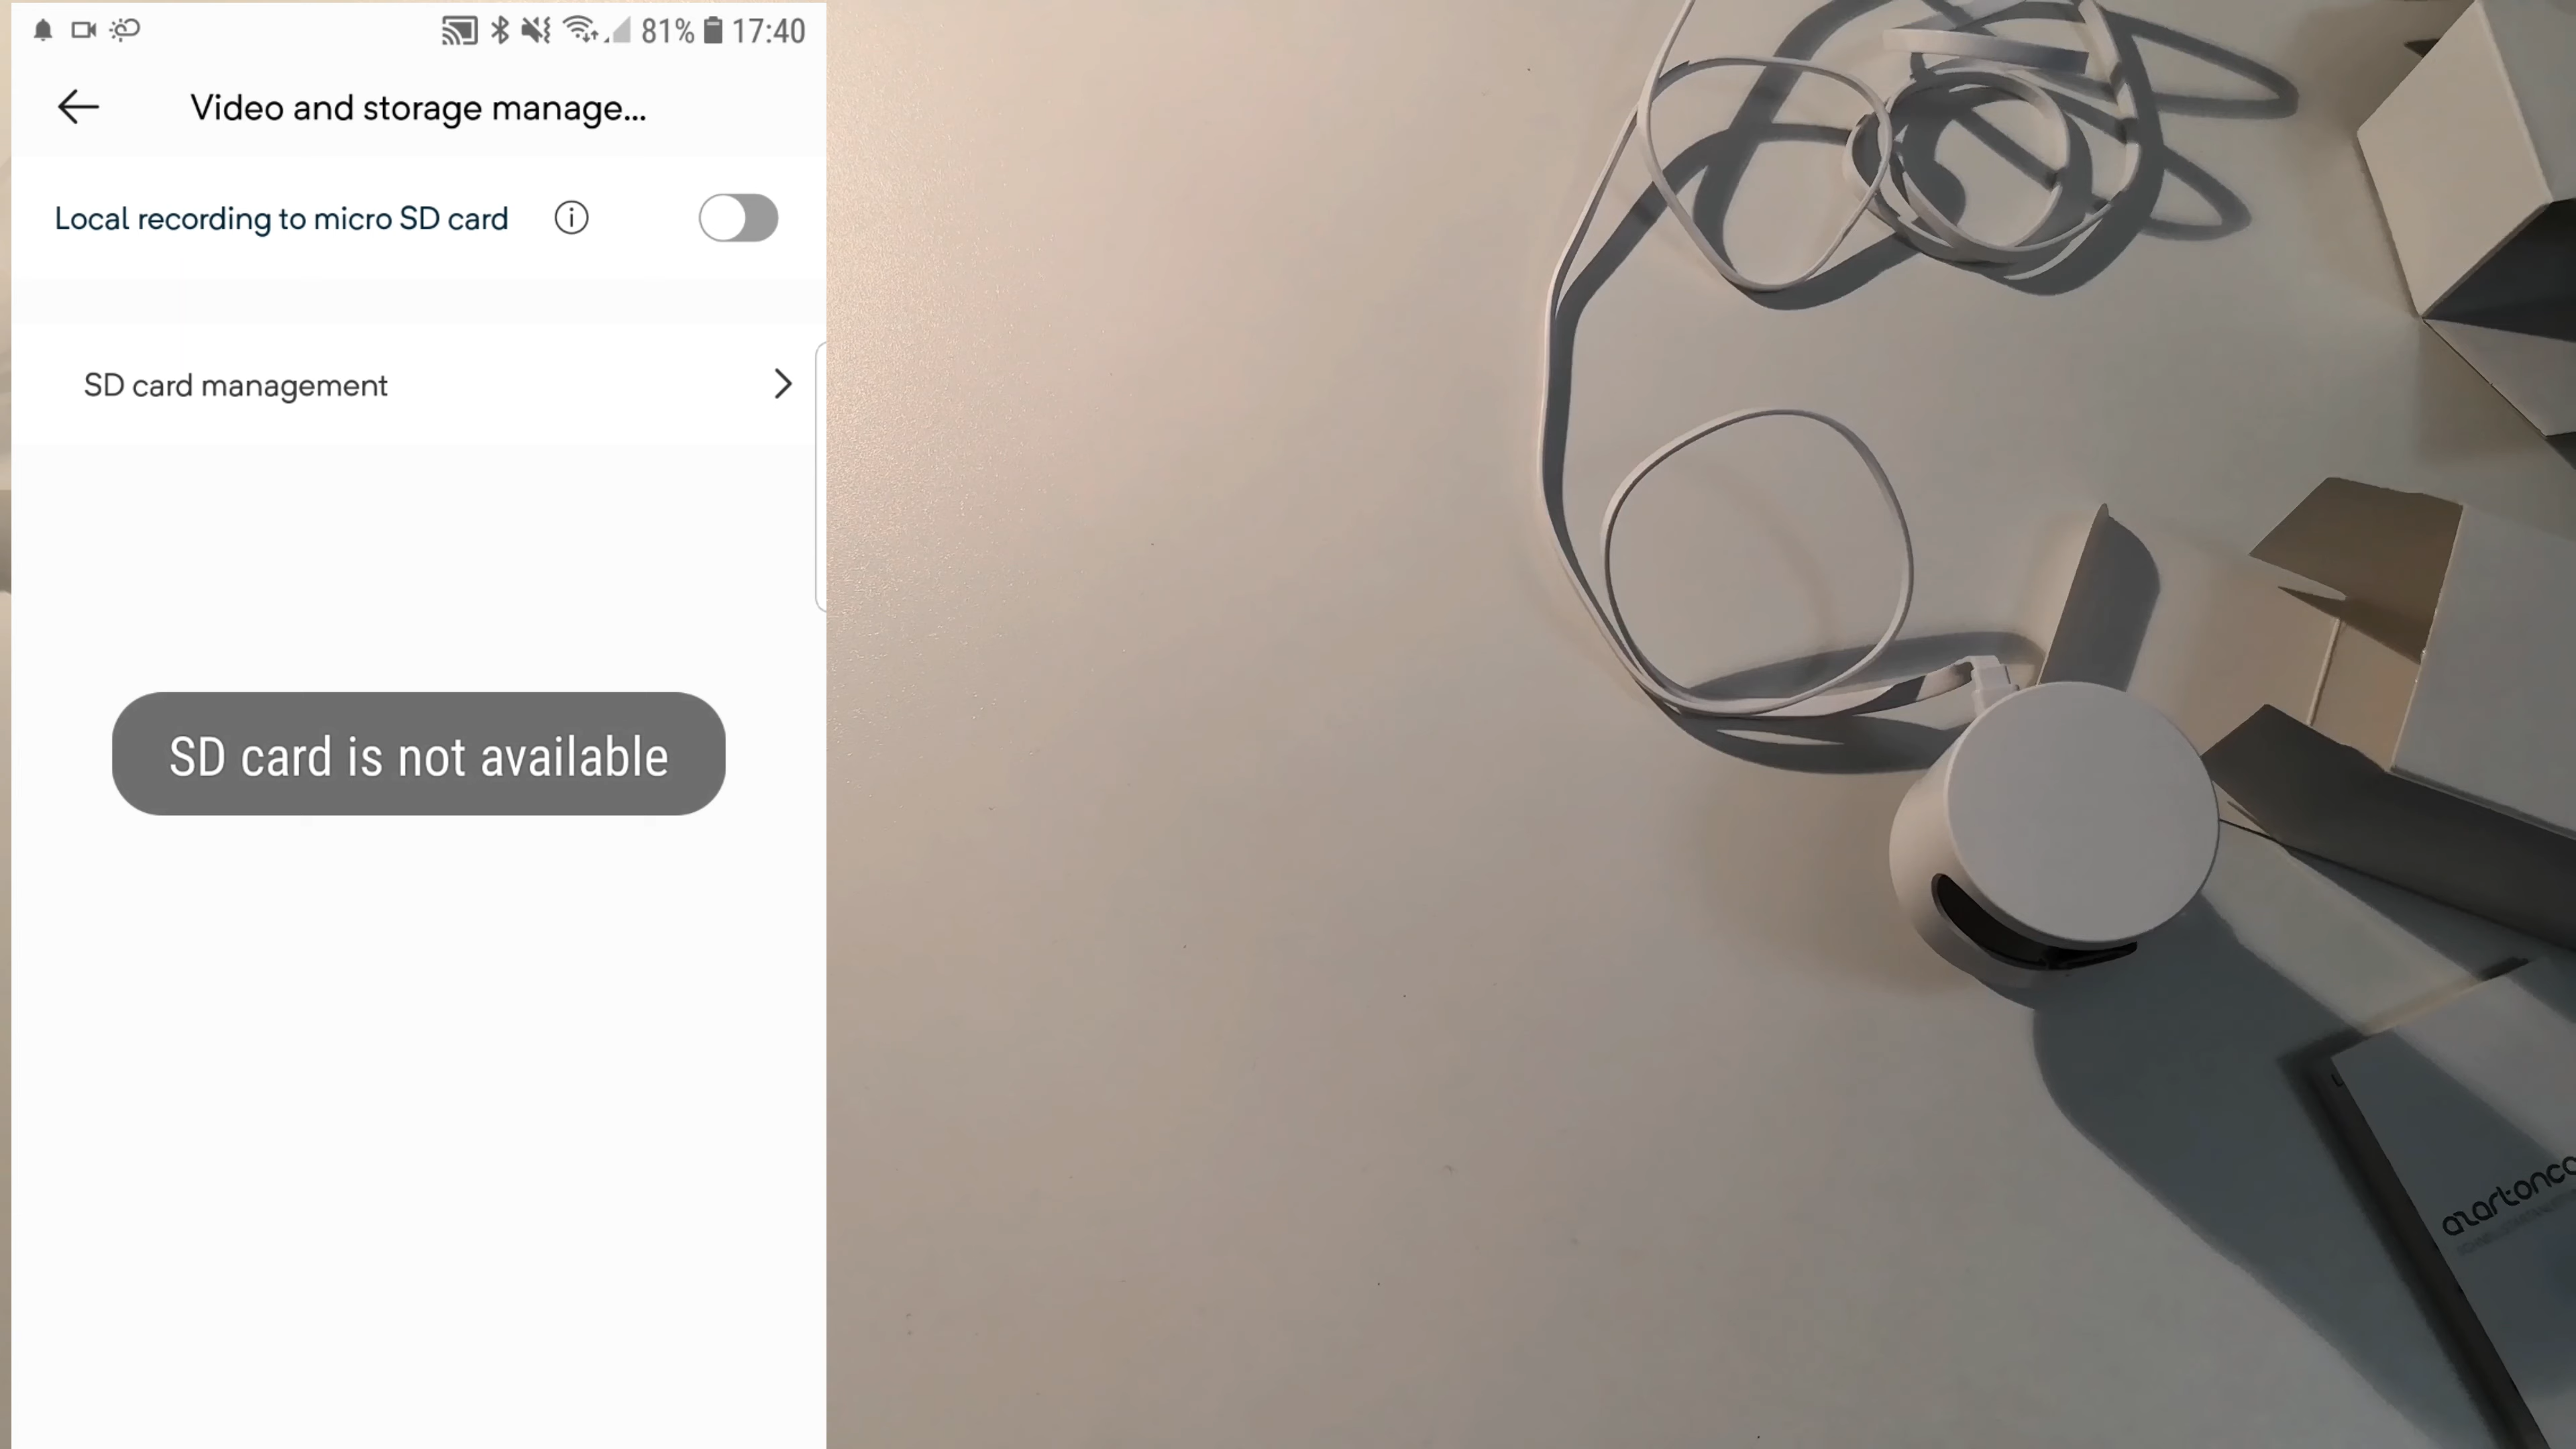 81% 17:40
Video and storage manage...
Local recording to micro SD card
SD card management
SD card is not available